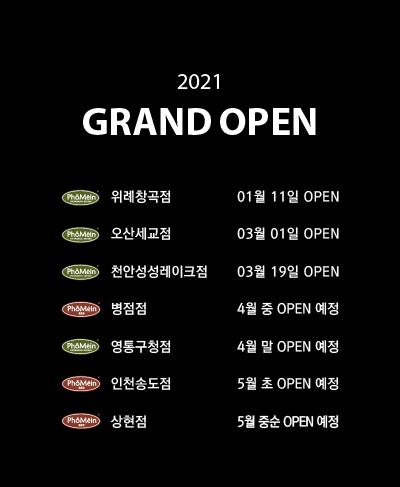 2021
GRAND OPEN
PhoMein 위례창곡점 01월 11일 OPEN
PhoMein 오산세교점 03월 01일 OPEN
PhoMein 천안성성레이크점 03월 19일 OPEN
PhoMein 병점점 4월 중 OPEN 예정
PhoMein 영통구청점 4월 말 OPEN 예정
PhoMein 인천송도점 5월 초 OPEN 예정
PhoMein 상현점 5월 중순 OPEN 예정